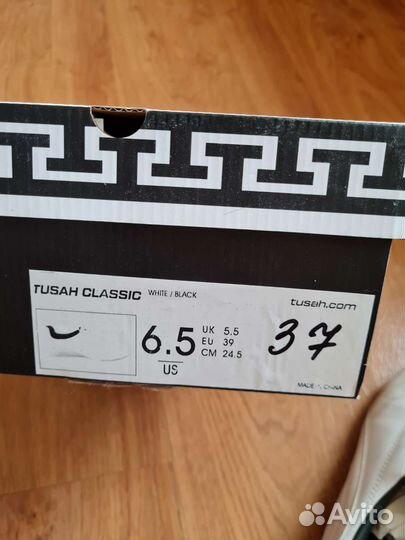 TUSAH CLASSIC WHITE / BLACK
tusah.com
6.5
US
UK 5.5
EU 39
CM 24.5
37
MADE IN CHINA
Avito